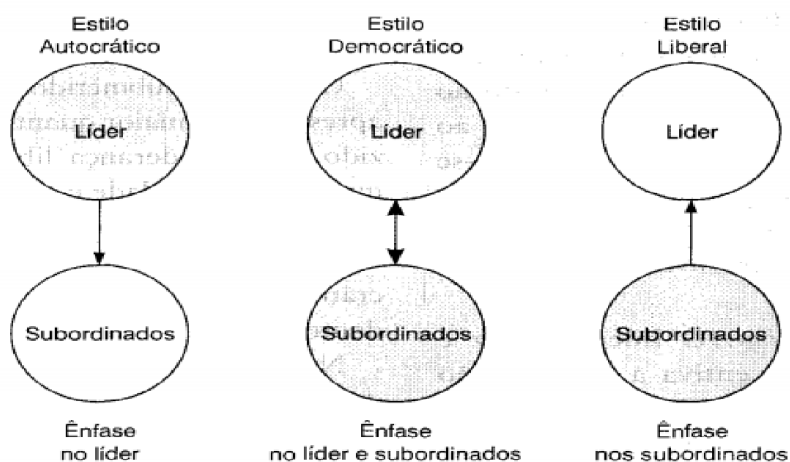 Estilo
Autocrático
Estilo
Democrático
Estilo
Liberal
Líder
Líder
Líder
Subordinados
Subordinados
Subordinados
Ênfase
no líder
Ênfase
no líder e subordinados
Ênfase
nos subordinados